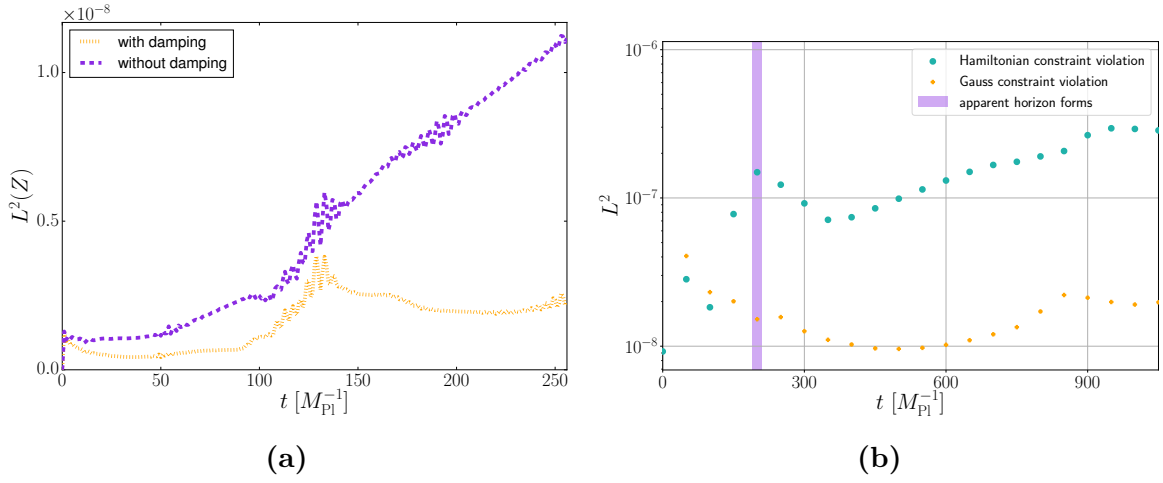 ×10⁻⁸
with damping
without damping
1.0
0.5
0.0
L²(Z)
0 50 100 150 200 250
t [M_Pl⁻¹]
(a)
10⁻⁶
10⁻⁷
10⁻⁸
L²
Hamiltonian constraint violation
Gauss constraint violation
apparent horizon forms
0 300 600 900
t [M_Pl⁻¹]
(b)